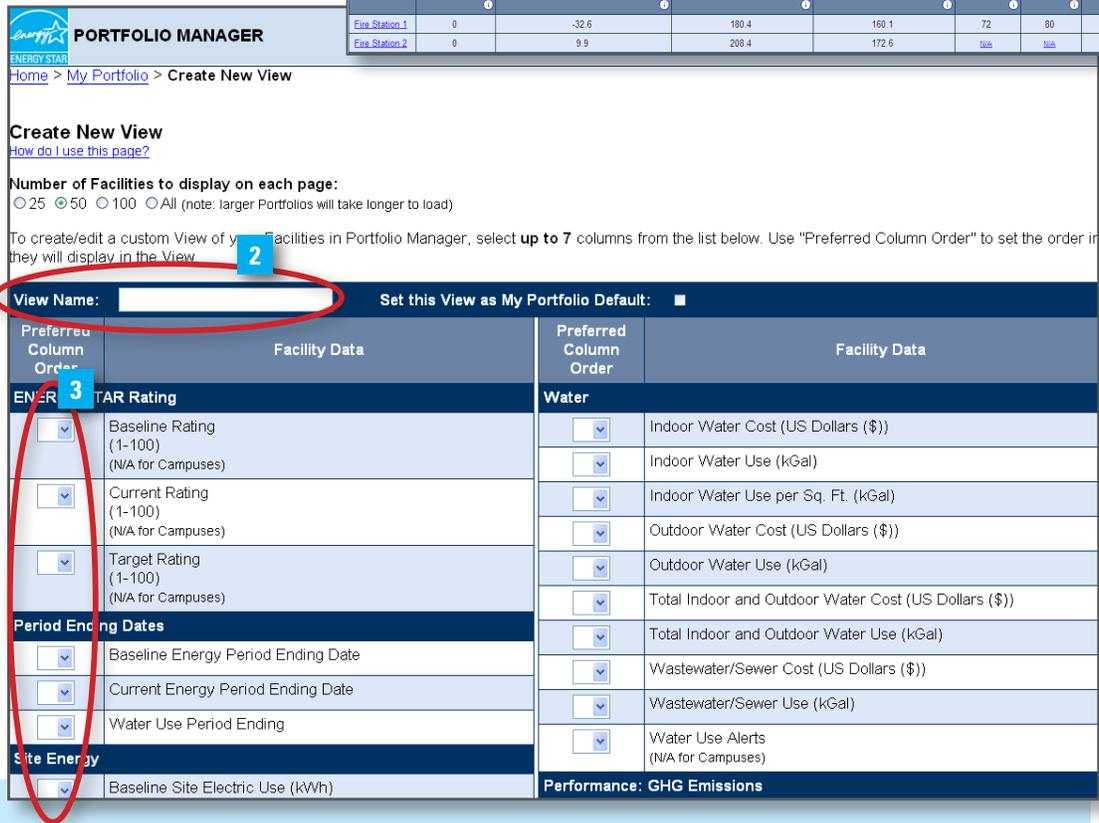 Fire Station 1 0 -32.6 180.4 160.1 72 80
Fire Station 2 0 9.9 208.4 172.6 N/A N/A
energy
ENERGY STAR
PORTFOLIO MANAGER
Home > My Portfolio > Create New View
Create New View
How do I use this page?
Number of Facilities to display on each page:
25 50 100 All (note: larger Portfolios will take longer to load)
To create/edit a custom View of Facilities in Portfolio Manager, select up to 7 columns from the list below. Use "Preferred Column Order" to set the order in
they will display in the View.
2
View Name: Set this View as My Portfolio Default:
Preferred
Column
Order
Facility Data
Preferred
Column
Order
Facility Data
3
TAR Rating
Baseline Rating
(1-100)
(N/A for Campuses)
Current Rating
(1-100)
(N/A for Campuses)
Target Rating
(1-100)
(N/A for Campuses)
Period Ending Dates
Baseline Energy Period Ending Date
Current Energy Period Ending Date
Water Use Period Ending
Site Energy
Baseline Site Electric Use (kWh)
Water
Indoor Water Cost (US Dollars ($))
Indoor Water Use (kGal)
Indoor Water Use per Sq. Ft. (kGal)
Outdoor Water Cost (US Dollars ($))
Outdoor Water Use (kGal)
Total Indoor and Outdoor Water Cost (US Dollars ($))
Total Indoor and Outdoor Water Use (kGal)
Wastewater/Sewer Cost (US Dollars ($))
Wastewater/Sewer Use (kGal)
Water Use Alerts
(N/A for Campuses)
Performance: GHG Emissions